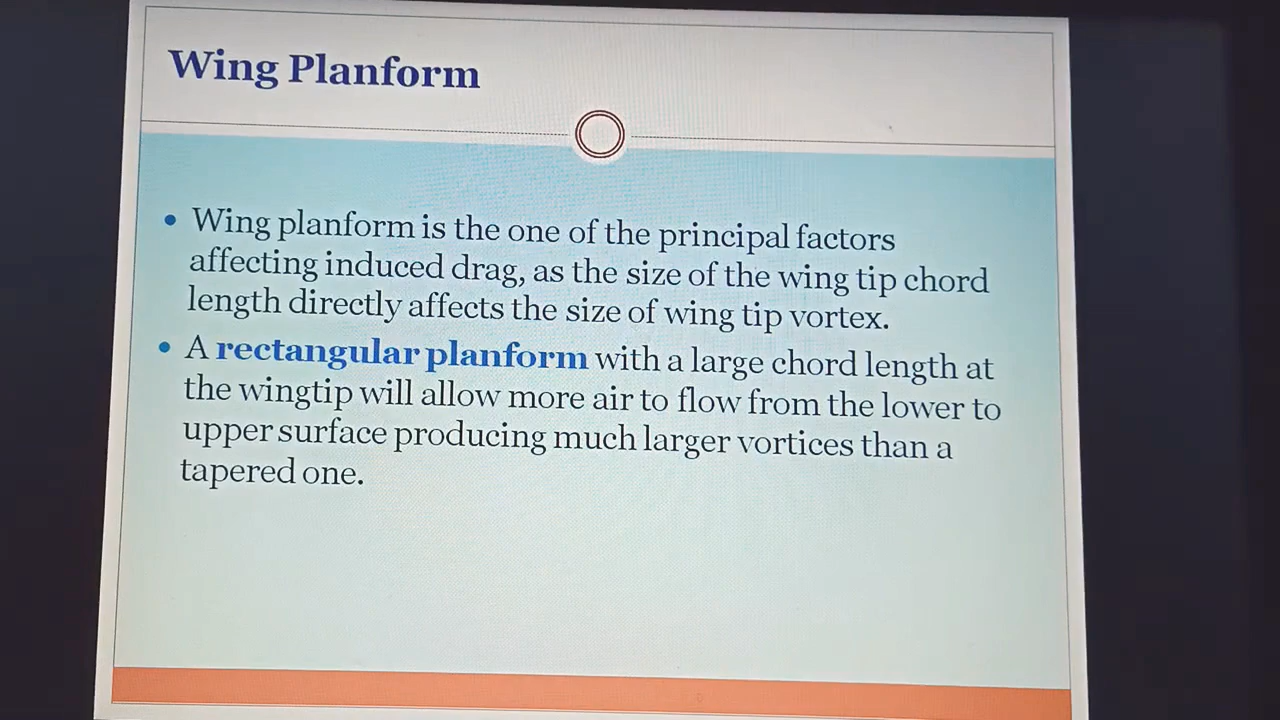 Wing Planform
• Wing planform is the one of the principal factors
affecting induced drag, as the size of the wing tip chord
length directly affects the size of wing tip vortex.
• A rectangular planform with a large chord length at
the wingtip will allow more air to flow from the lower to
upper surface producing much larger vortices than a
tapered one.